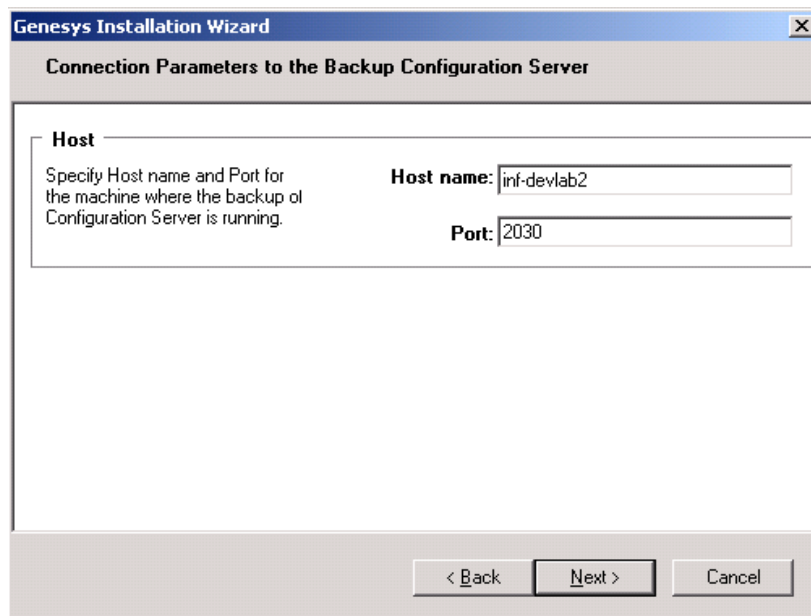 Genesys Installation Wizard
Connection Parameters to the Backup Configuration Server
Host
Specify Host name and Port for
the machine where the backup of
Configuration Server is running.
Host name: inf-devlab2
Port: 2030
< Back
Next >
Cancel